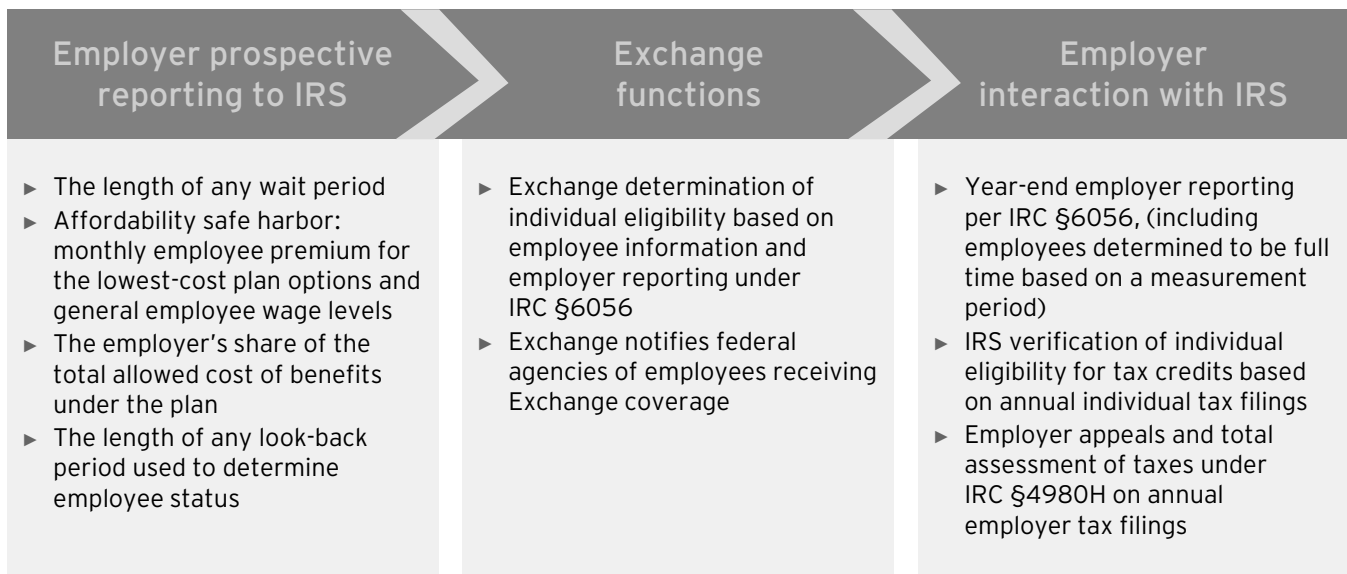 Employer prospective
reporting to IRS
Exchange
functions
Employer
interaction with IRS
► The length of any wait period
► Affordability safe harbor:
monthly employee premium for
the lowest-cost plan options and
general employee wage levels
► The employer’s share of the
total allowed cost of benefits
under the plan
► The length of any look-back
period used to determine
employee status
► Exchange determination of
individual eligibility based on
employee information and
employer reporting under
IRC §6056
► Exchange notifies federal
agencies of employees receiving
Exchange coverage
► Year-end employer reporting
per IRC §6056, (including
employees determined to be full
time based on a measurement
period)
► IRS verification of individual
eligibility for tax credits based
on annual individual tax filings
► Employer appeals and total
assessment of taxes under
IRC §4980H on annual
employer tax filings